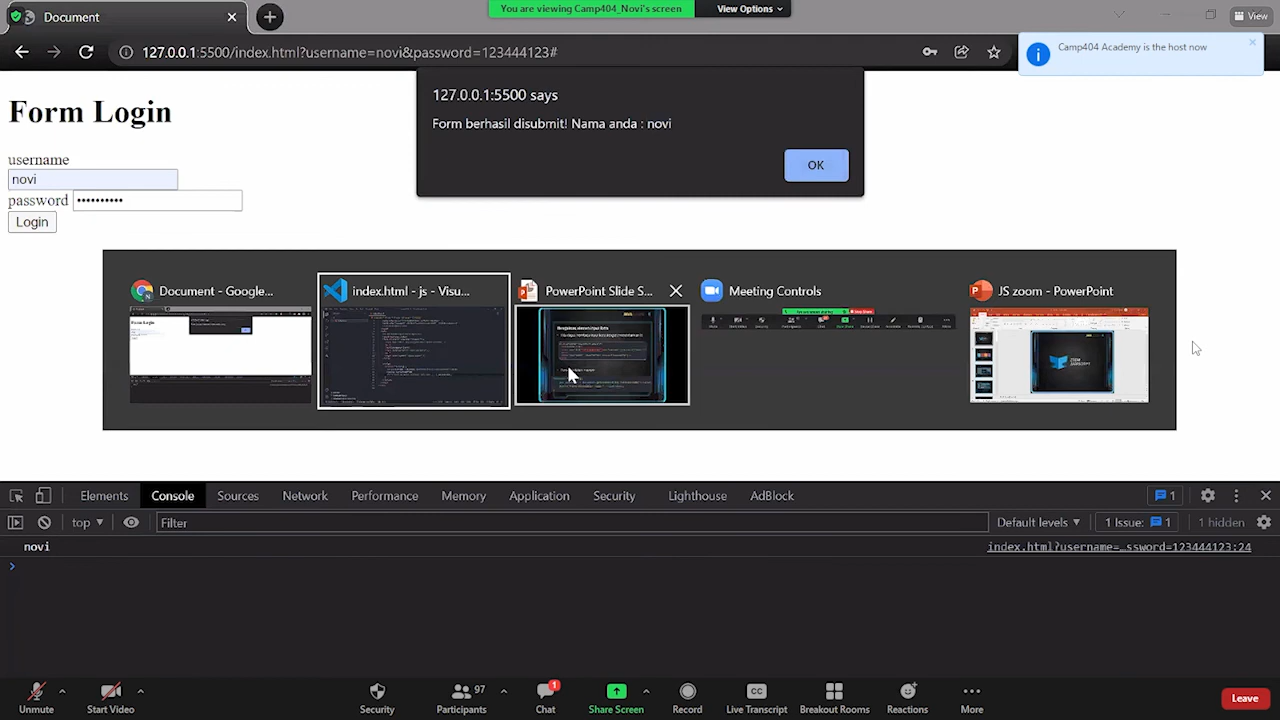 You are viewing Camp404_Novi's screen
View Options
Document
View
127.0.0.1:5500/index.html?username=novi&password=123444123#
Camp404 Academy is the host now
127.0.0.1:5500 says
Form berhasil disubmit! Nama anda : novi
OK
Form Login
username
novi
password
Login
Document - Google...
index.html - js - Visu...
PowerPoint Slide S...
Meeting Controls
JS zoom - PowerPoint
Elements
Console
Sources
Network
Performance
Memory
Application
Security
Lighthouse
AdBlock
1
top
Filter
Default levels
1 Issue:
1
1 hidden
novi
index.html?username=…ssword=123444123:24
Unmute
Start Video
Security
97
Participants
1
Chat
Share Screen
Record
CC
Live Transcript
Breakout Rooms
Reactions
More
Leave